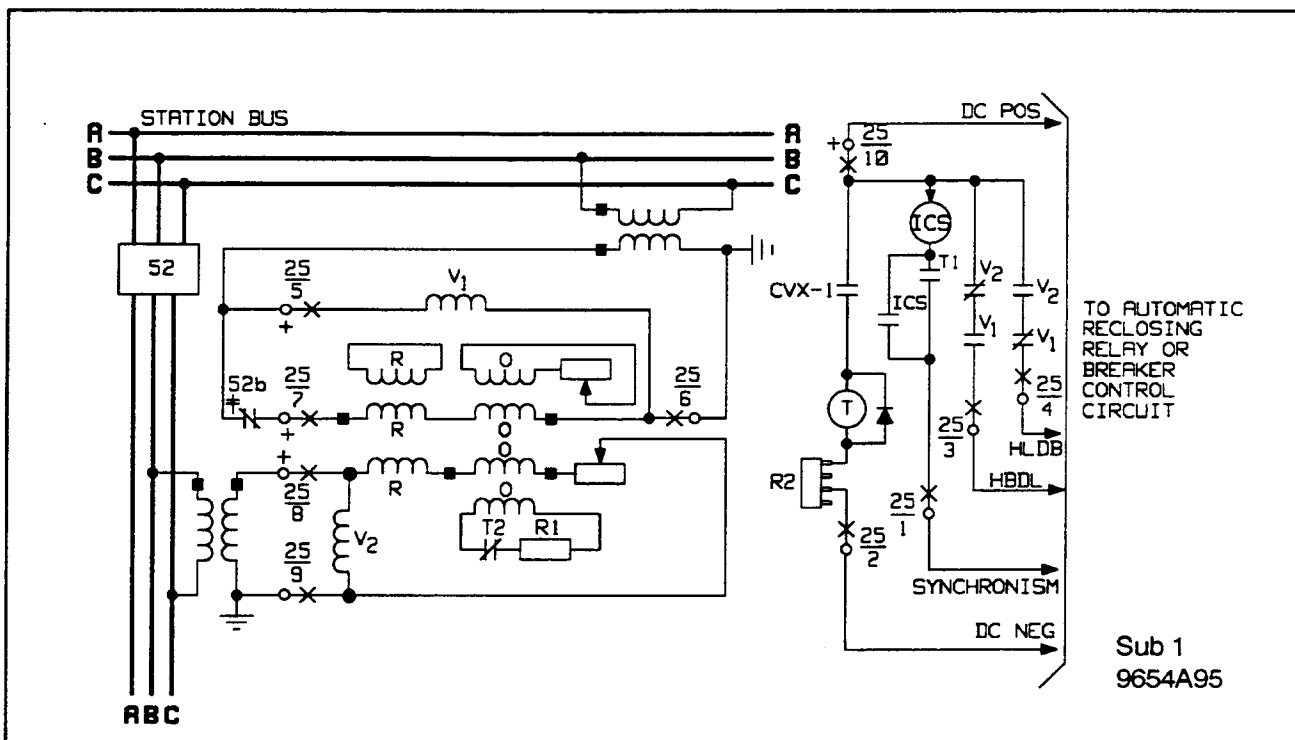 STATION BUS
A
B
C
A
B
C
52
25
5
+
V1
R
O
52b
25
7
+
R
O
25
6
+
25
8
R
O
O
T2
R1
V2
25
9
A B C
DC POS
+
25
10
ICS
T1
ICS
CVX-1
V2
V1
V2
V1
T
R2
25
2
25
1
25
3
25
4
HLDB
HBDL
SYNCHRONISM
DC NEG
TO AUTOMATIC
RECLOSING
RELAY OR
BREAKER
CONTROL
CIRCUIT
Sub 1
9654A95